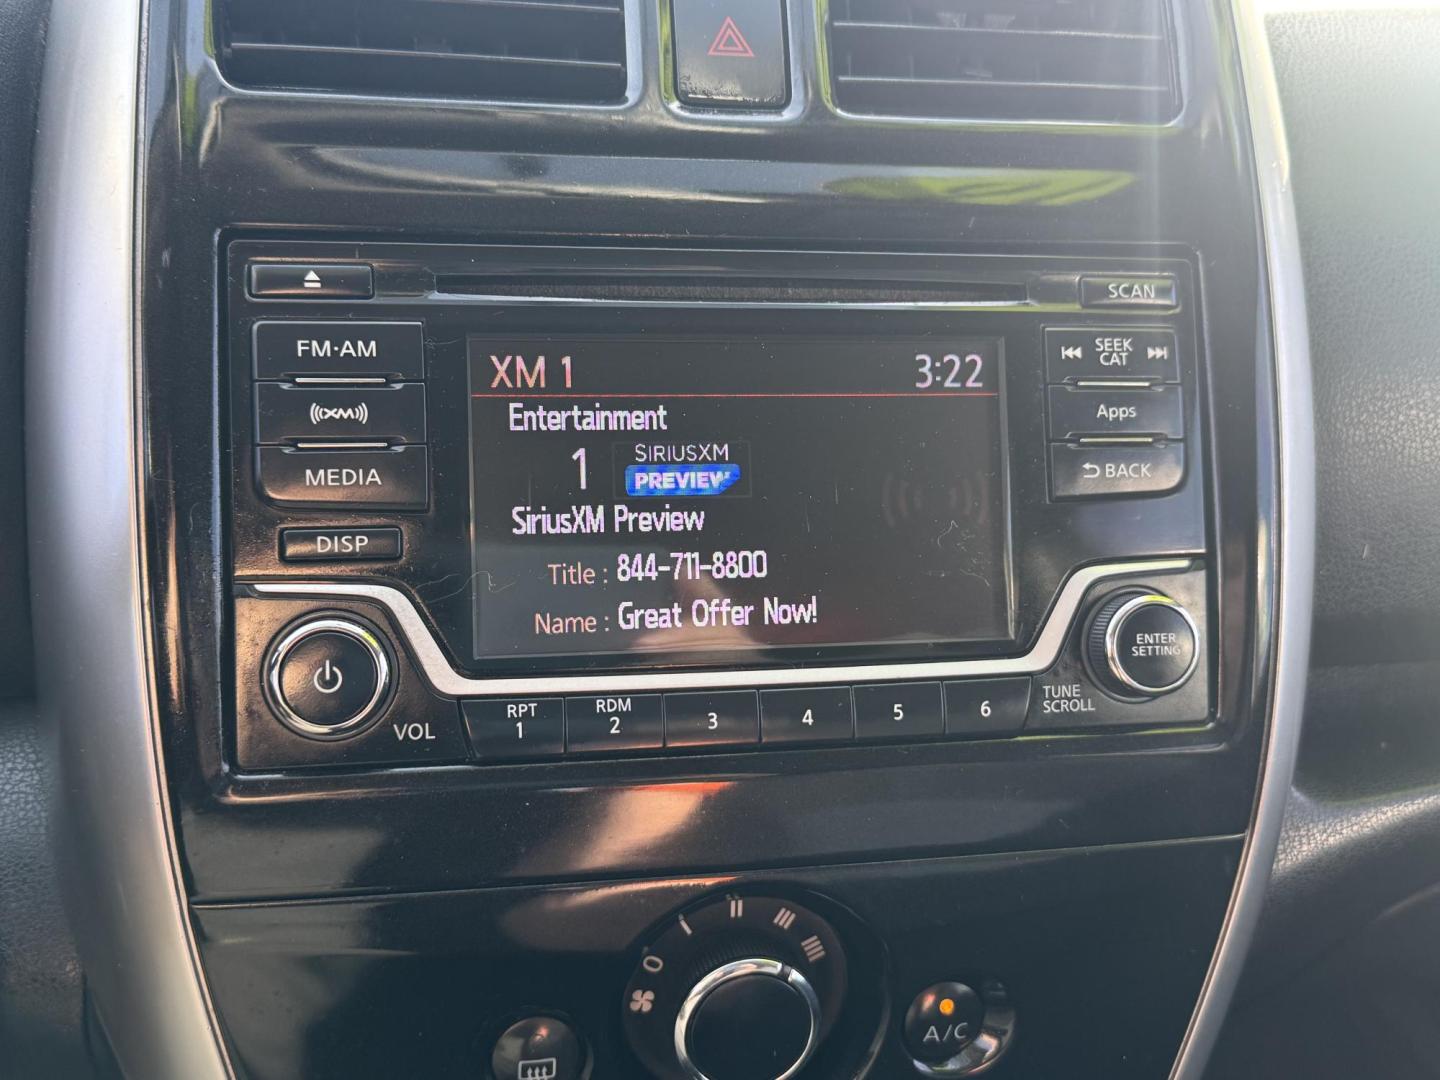 SCAN
FM·AM
XM
MEDIA
DISP
XM 1 3:22
Entertainment
1 SIRIUSXM
PREVIEW
SiriusXM Preview
Title : 844-711-8800
Name : Great Offer Now!
SEEK
CAT
Apps
BACK
VOL
RPT
1
RDM
2
3
4
5
6
TUNE
SCROLL
ENTER
SETTING
0
I
II
III
IIII
A/C